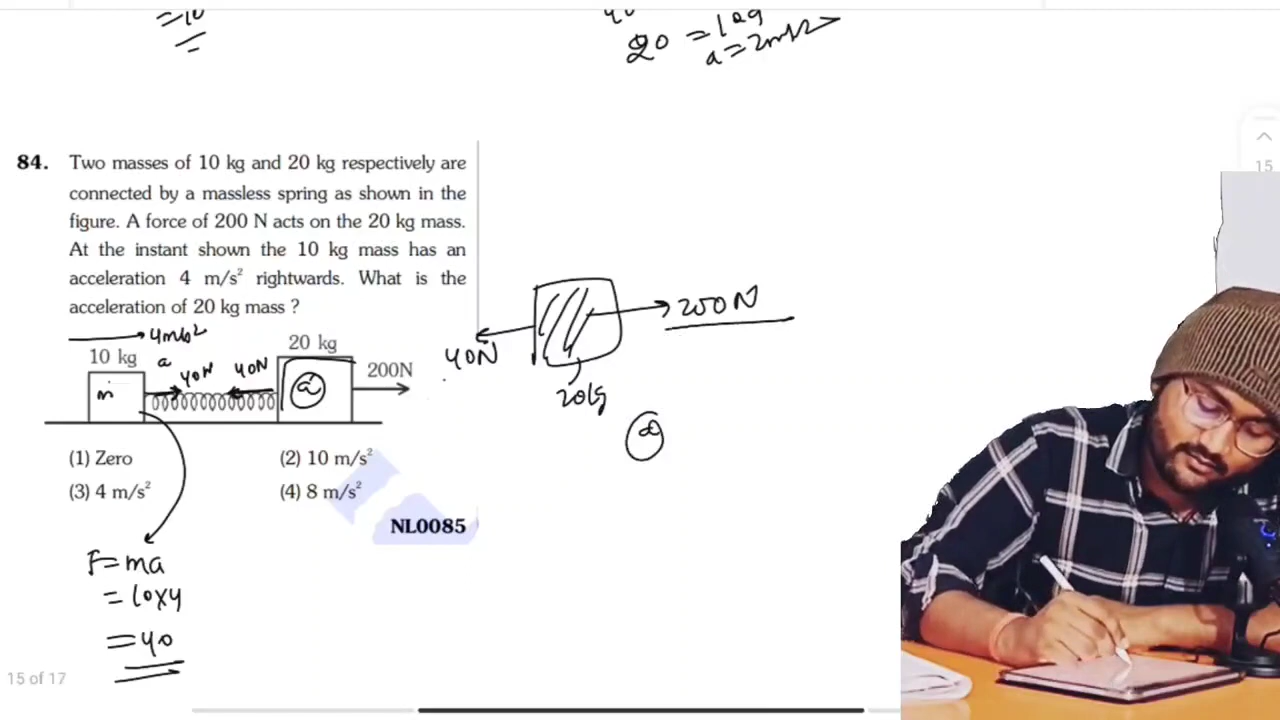 =10
20 =10a
a=2m/s2
15
84. Two masses of 10 kg and 20 kg respectively are
connected by a massless spring as shown in the
figure. A force of 200 N acts on the 20 kg mass.
At the instant shown the 10 kg mass has an
acceleration 4 m/s² rightwards. What is the
acceleration of 20 kg mass ?
4m/s2
10 kg
a
40N
40N
20 kg
200N
m
a
(1) Zero
(2) 10 m/s²
(3) 4 m/s²
(4) 8 m/s²
NL0085
F=ma
=10x4
=40
40N
200N
20kg
a
15 of 17